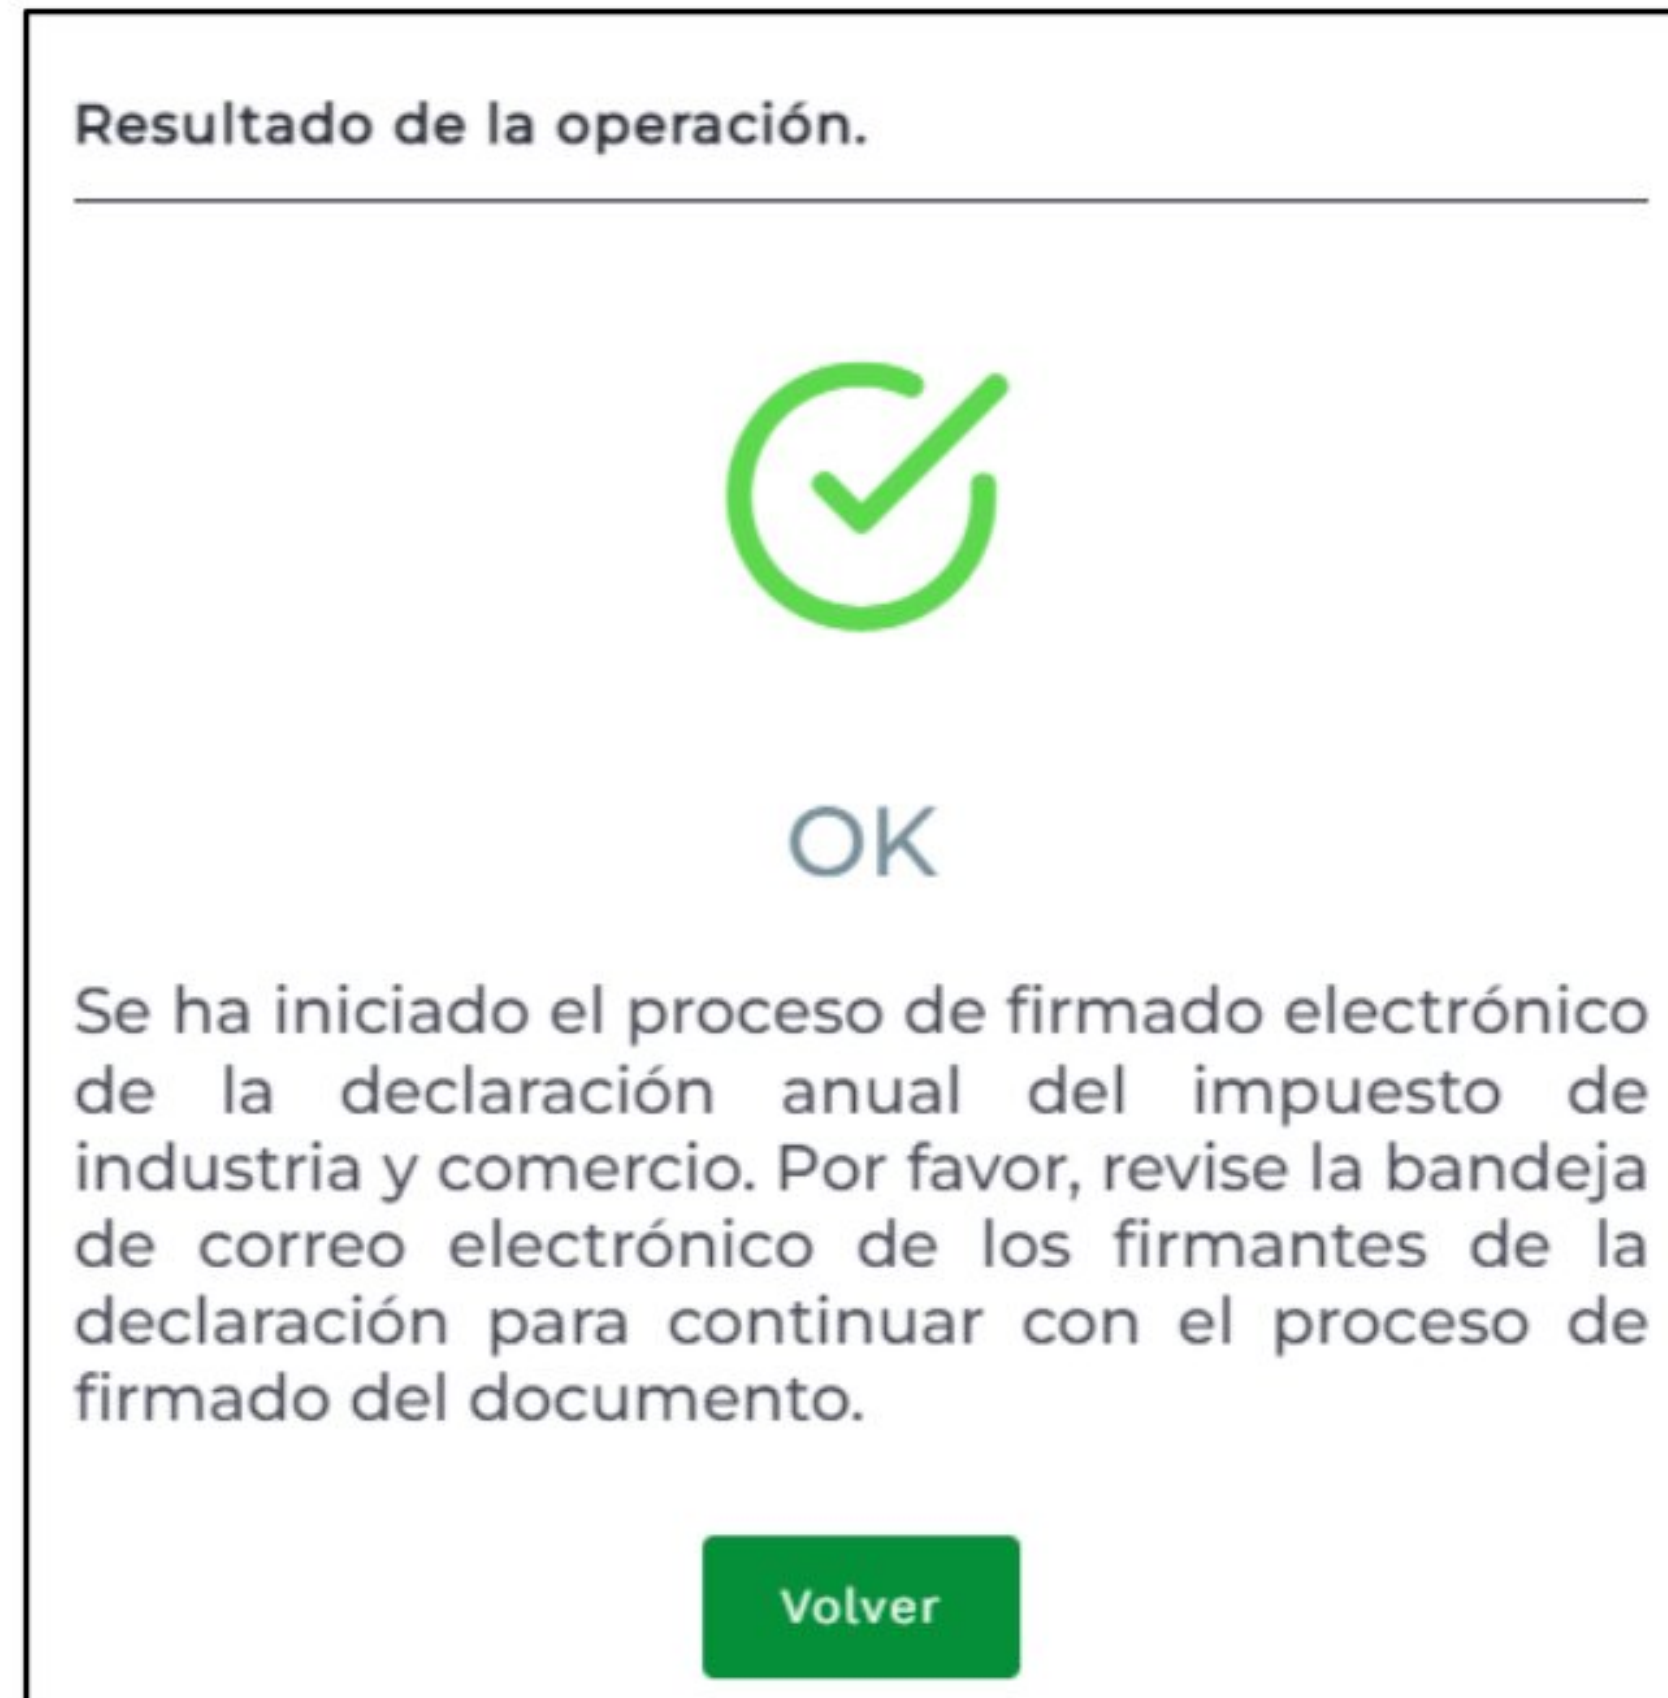 Resultado de la operación.
OK
Se ha iniciado el proceso de firmado electrónico
de la declaración anual del impuesto de
industria y comercio. Por favor, revise la bandeja
de correo electrónico de los firmantes de la
declaración para continuar con el proceso de
firmado del documento.
Volver